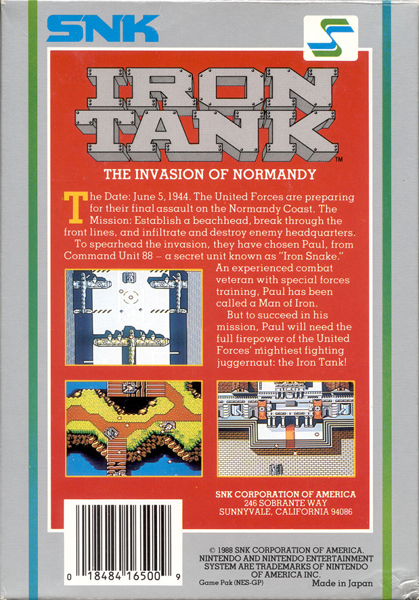 SNK
S
IRON
TANK
TM
THE INVASION OF NORMANDY
The Date: June 5, 1944. The United Forces are preparing
for their final assault on the Normandy Coast. The
Mission: Establish a beachhead, break through the
front lines, and infiltrate and destroy enemy headquarters.
To spearhead the invasion, they have chosen Paul, from
Command Unit 88 – a secret unit known as "Iron Snake."
An experienced combat
veteran with special forces
training, Paul has been
called a Man of Iron.
But to succeed in his
mission, Paul will need the
full firepower of the United
Forces' mightiest fighting
juggernaut: the Iron Tank!
SNK CORPORATION OF AMERICA
246 SOBRANTE WAY
SUNNYVALE, CALIFORNIA 94086
0 18484 16500 9
© 1988 SNK CORPORATION OF AMERICA.
NINTENDO AND NINTENDO ENTERTAINMENT
SYSTEM ARE TRADEMARKS OF NINTENDO
OF AMERICA INC.
Game Pak (NES-GP)
Made in Japan